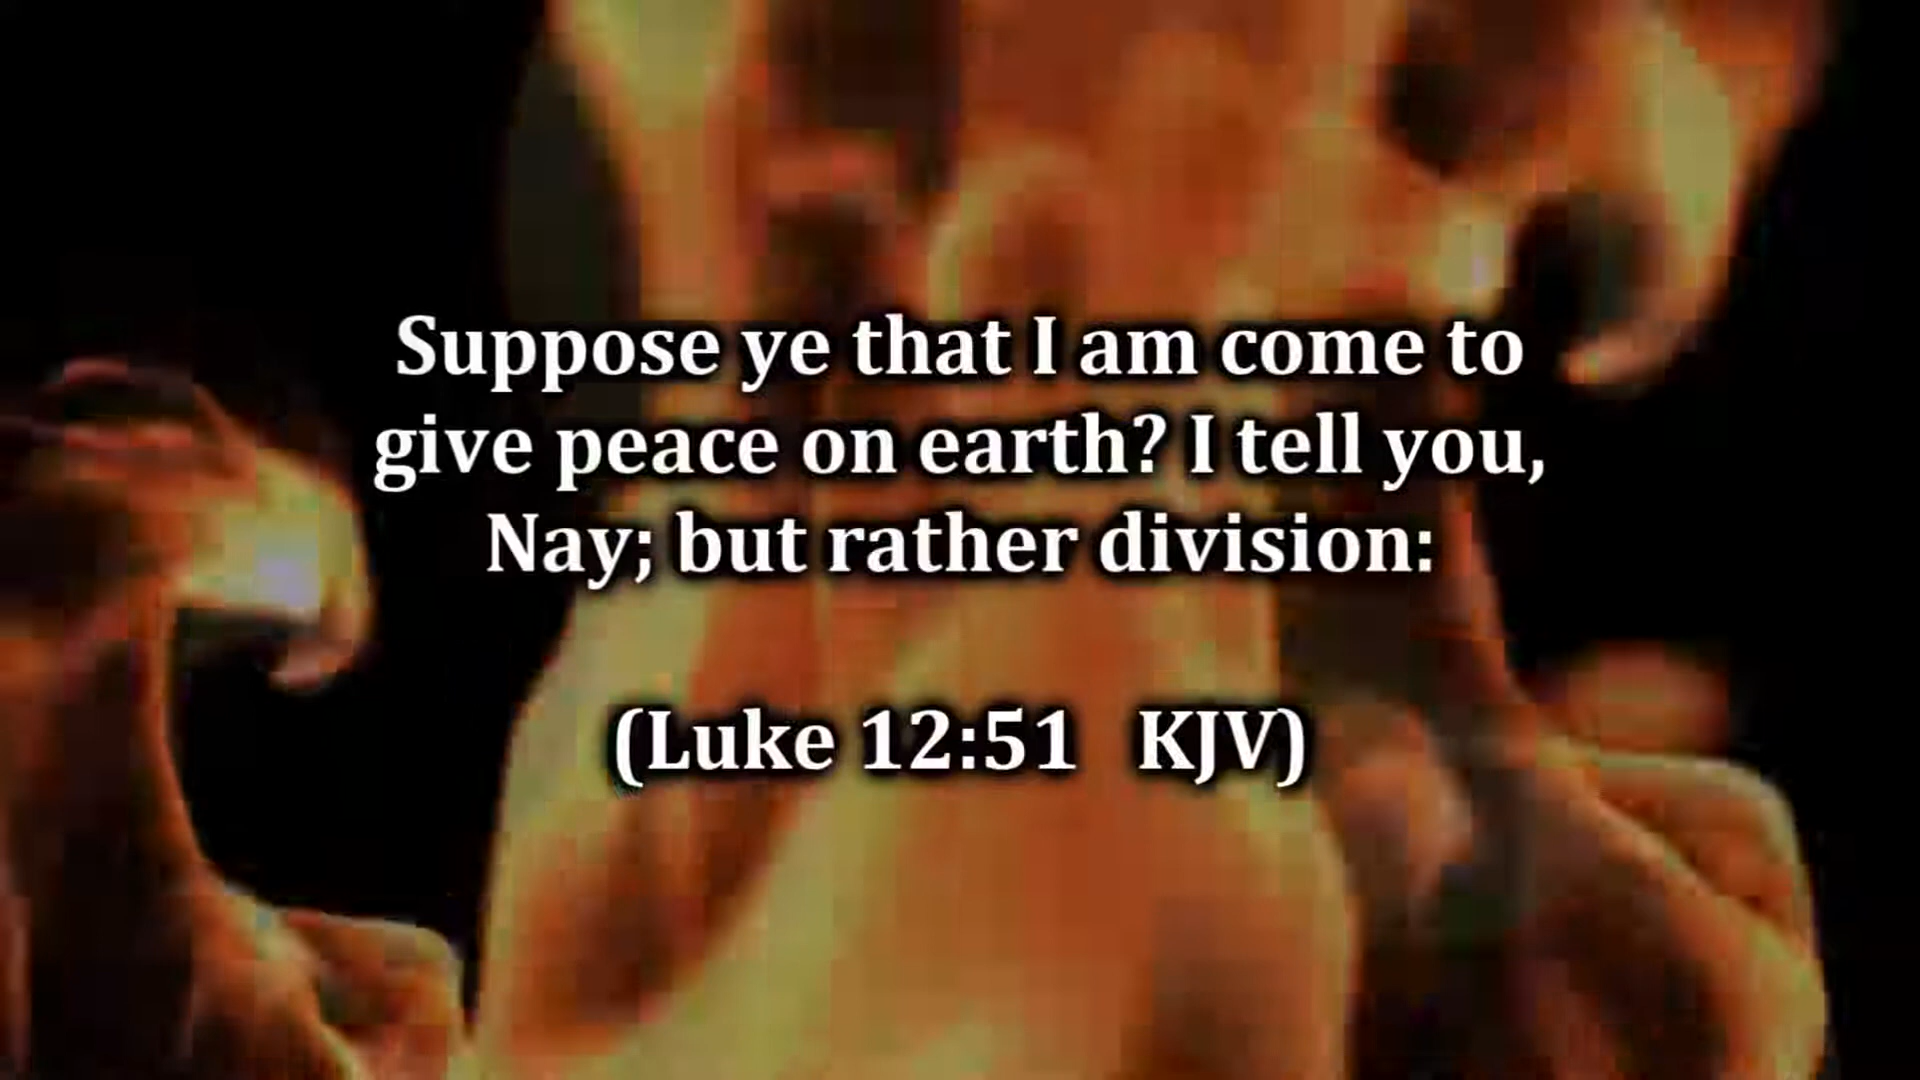 Suppose ye that I am come to
give peace on earth? I tell you,
Nay; but rather division:
(Luke 12:51 KJV)